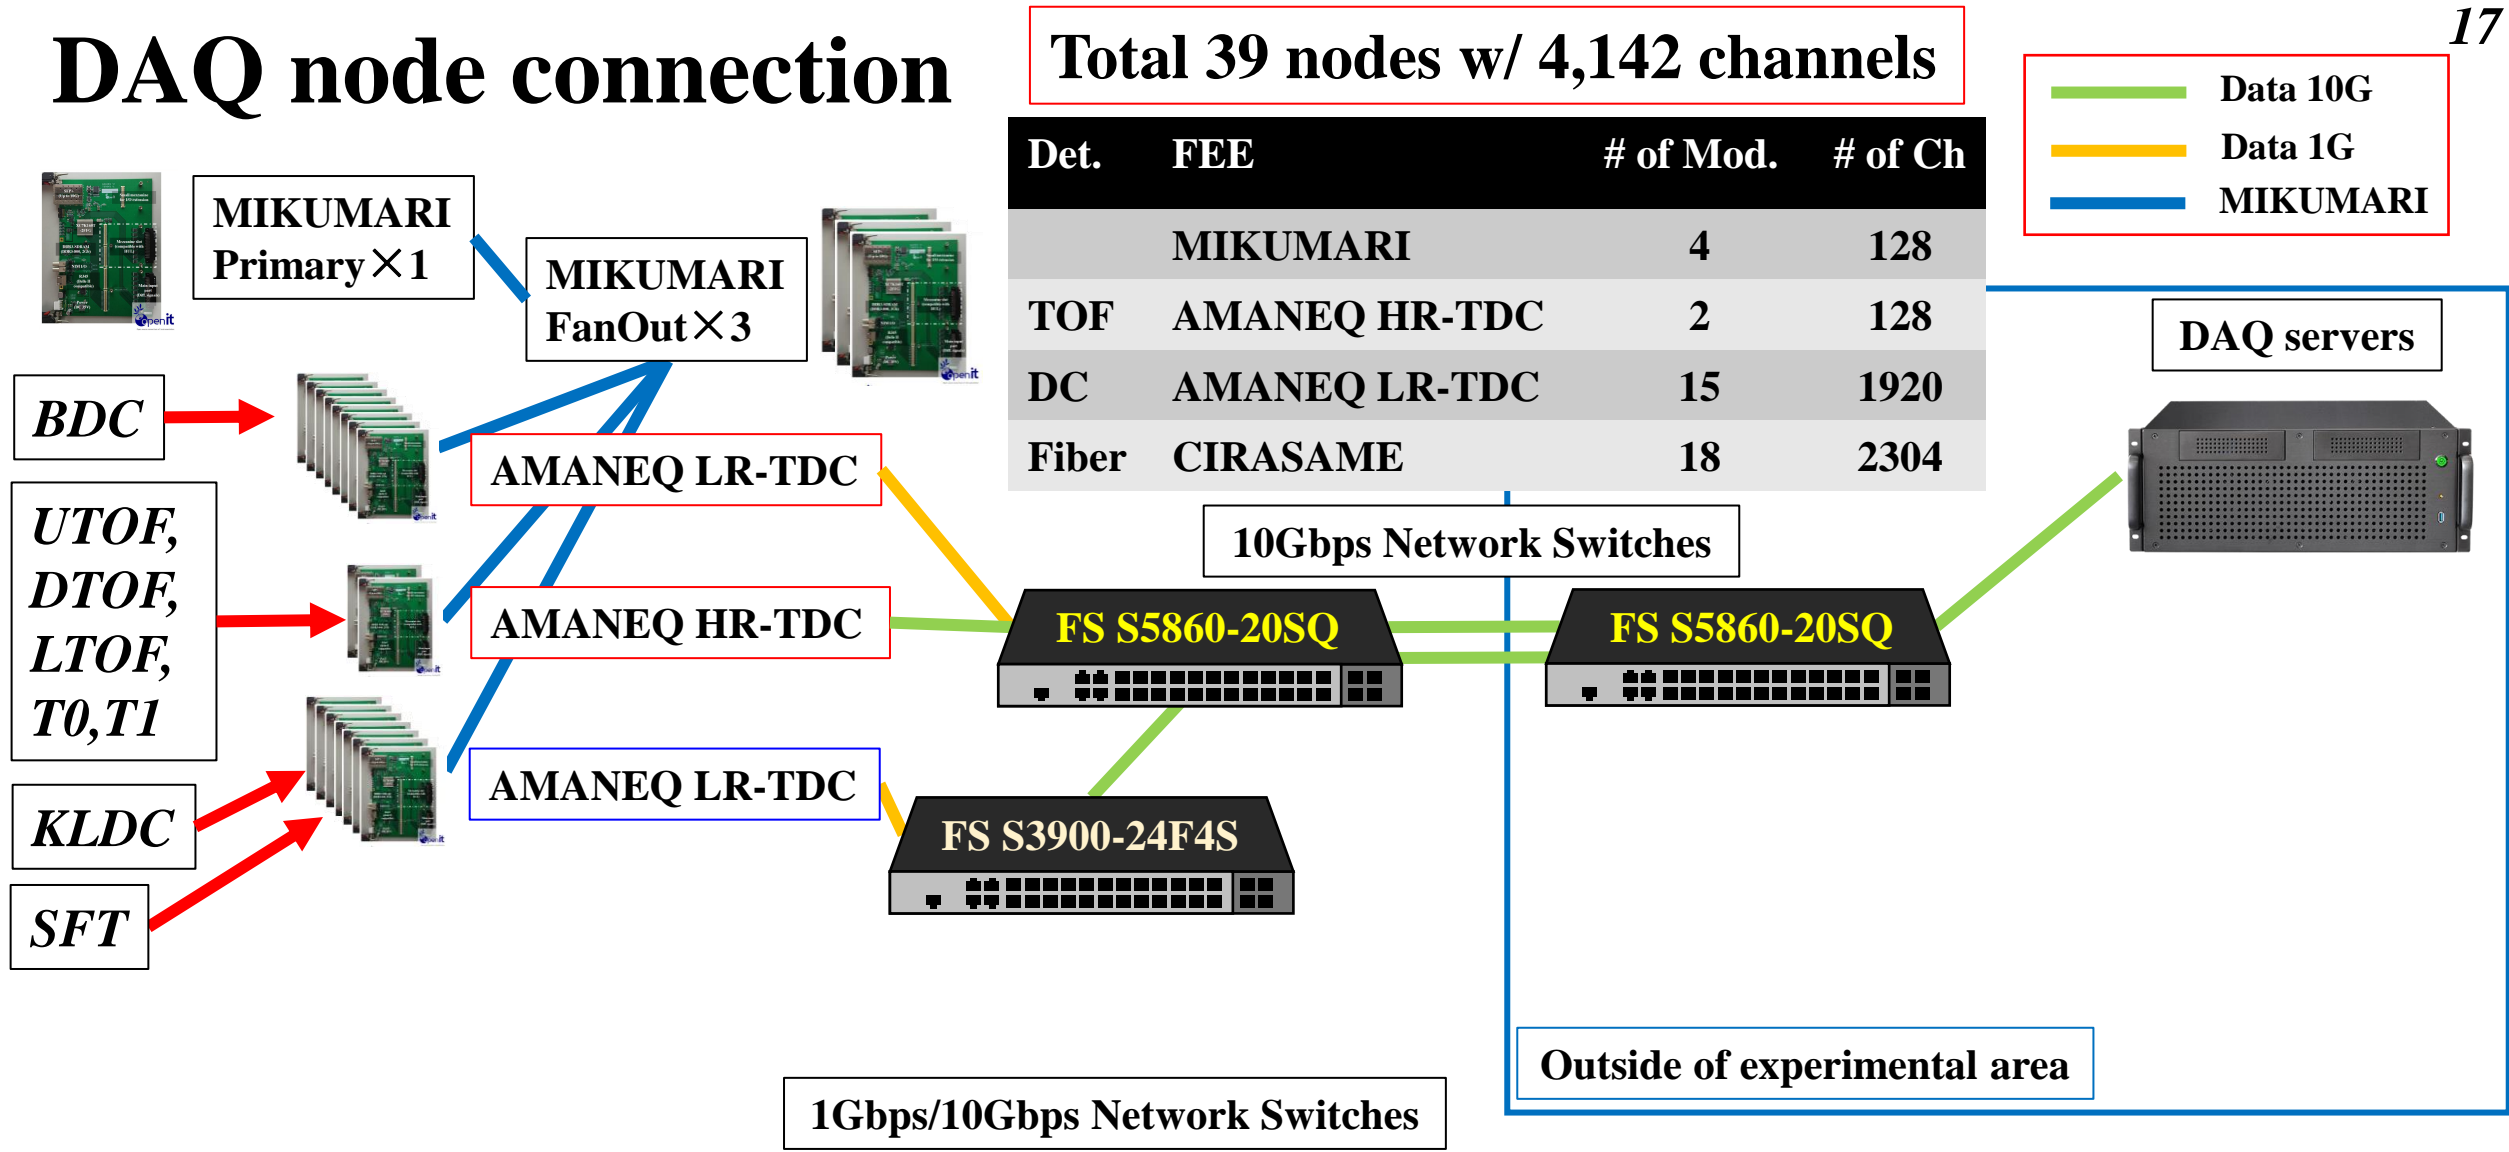 17
DAQ node connection
Total 39 nodes w/ 4,142 channels
Data 10G
Data 1G
MIKUMARI
Det. FEE # of Mod. # of Ch
MIKUMARI 4 128
TOF AMANEQ HR-TDC 2 128
DC AMANEQ LR-TDC 15 1920
Fiber CIRASAME 18 2304
MIKUMARI
Primary×1
MIKUMARI
FanOut×3
DAQ servers
BDC
AMANEQ LR-TDC
UTOF,
DTOF,
LTOF,
T0,T1
AMANEQ HR-TDC
10Gbps Network Switches
FS S5860-20SQ
FS S5860-20SQ
KLDC
AMANEQ LR-TDC
FS S3900-24F4S
SFT
Outside of experimental area
1Gbps/10Gbps Network Switches